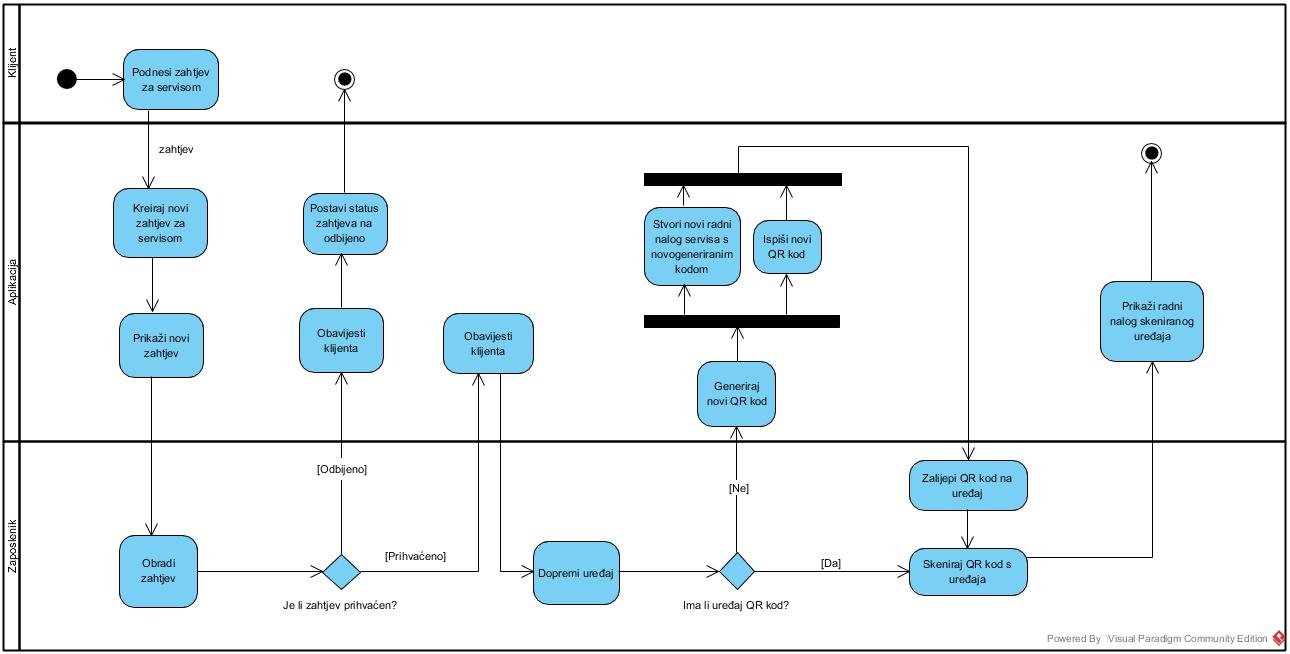 Klijent
Podnesi zahtjev
za servisom
zahtjev
Aplikacija
Kreiraj novi
zahtjev za
servisom
Postavi status
zahtjeva na
odbijeno
Stvori novi radni
nalog servisa s
novogeneriranim
kodom
Ispiši novi
QR kod
Prikaži novi
zahtjev
Obavijesti
klijenta
Obavijesti
klijenta
Prikaži radni
nalog skeniranog
uređaja
Generiraj
novi QR kod
Zaposlenik
[Odbijeno]
[Ne]
Zalijepi QR kod na
uređaj
Obradi
zahtjev
[Prihvaćeno]
Dopremi uređaj
[Da]
Skeniraj QR kod s
uređaja
Je li zahtjev prihvaćen?
Ima li uređaj QR kod?
Powered By Visual Paradigm Community Edition